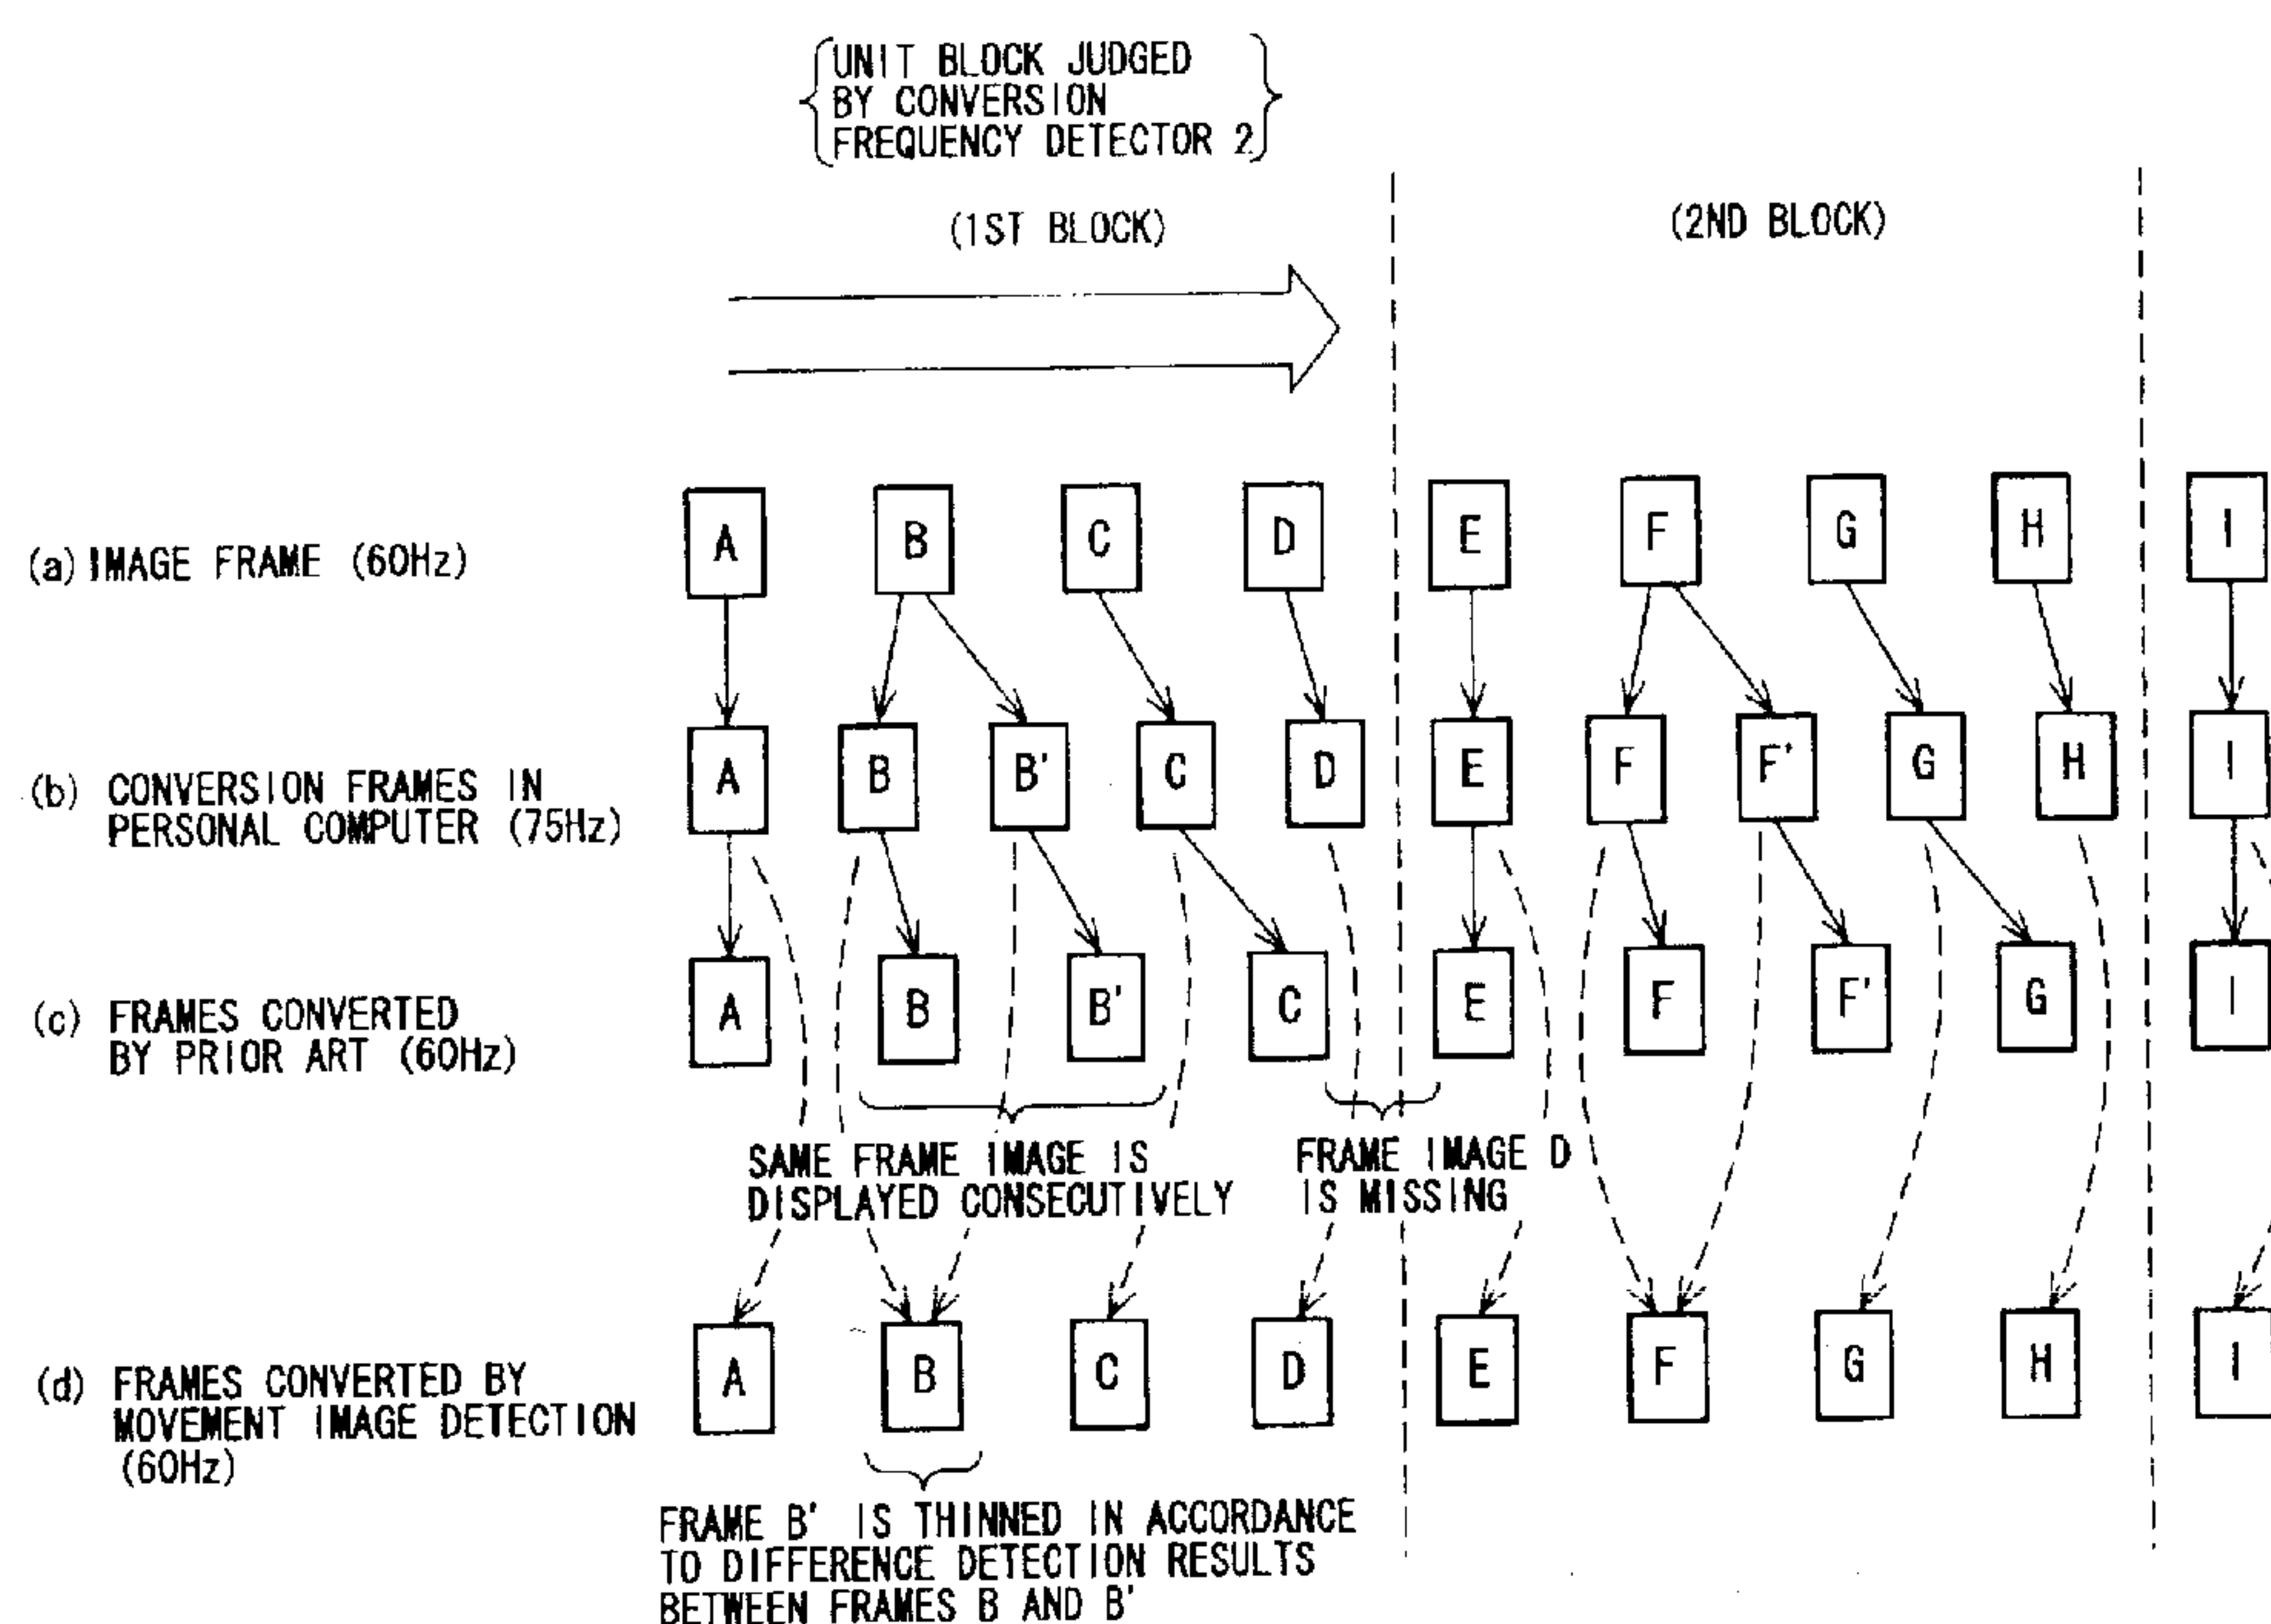 UNIT BLOCK JUDGED
BY CONVERSION
FREQUENCY DETECTOR 2
(1ST BLOCK)
(2ND BLOCK)
(a) IMAGE FRAME (60Hz)
A B C D E F G H I
(b) CONVERSION FRAMES IN
PERSONAL COMPUTER (75Hz)
A B B' C D E F F' G H I
(c) FRAMES CONVERTED
BY PRIOR ART (60Hz)
A B B' C E F F' G I
SAME FRAME IMAGE IS
DISPLAYED CONSECUTIVELY
FRAME IMAGE D
IS MISSING
(d) FRAMES CONVERTED BY
MOVEMENT IMAGE DETECTION
(60Hz)
A B C D E F G H I
FRAME B' IS THINNED IN ACCORDANCE
TO DIFFERENCE DETECTION RESULTS
BETWEEN FRAMES B AND B'